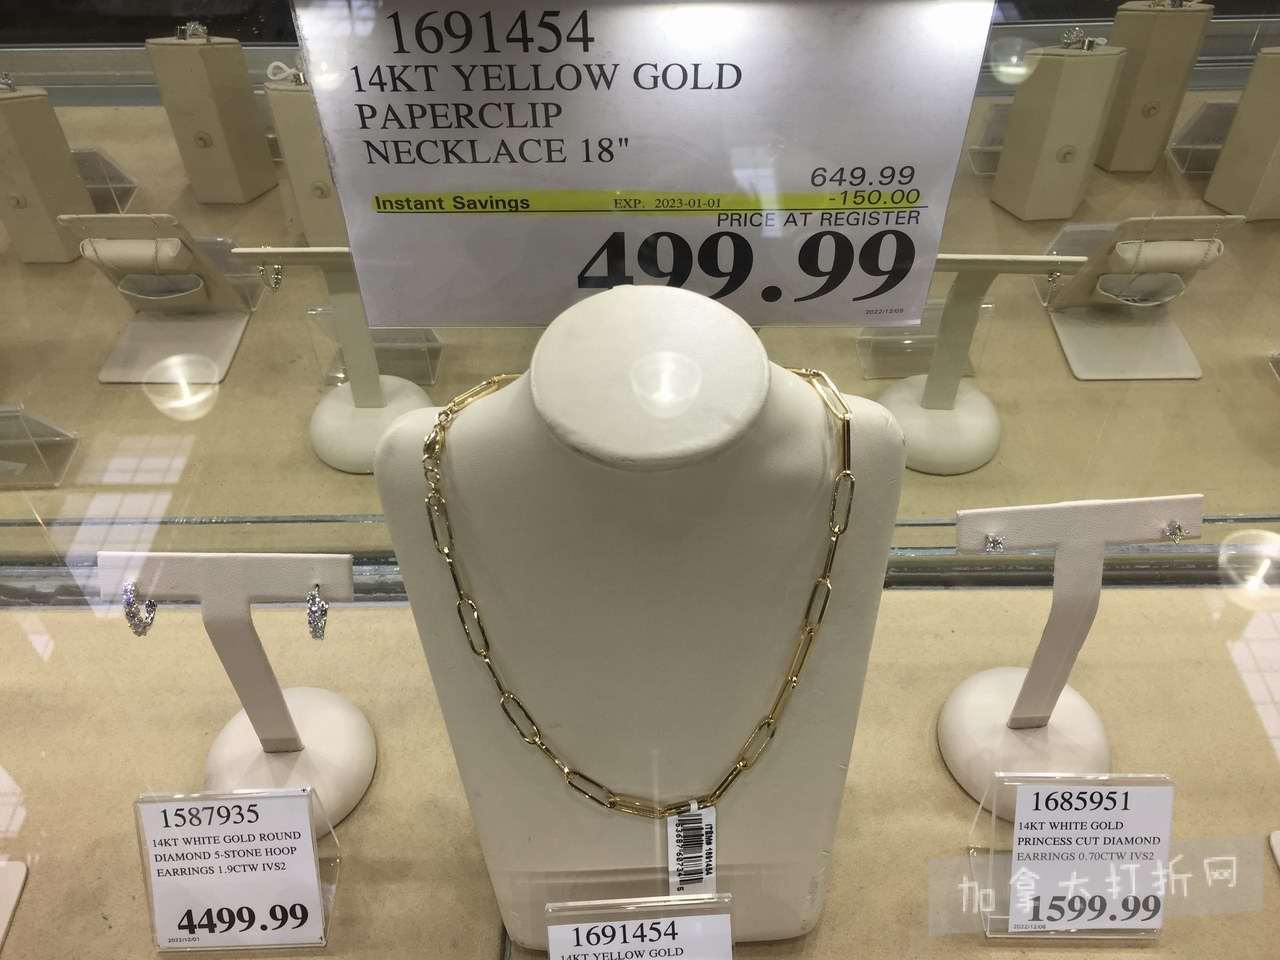 1691454
14KT YELLOW GOLD
PAPERCLIP
NECKLACE 18"
649.99
Instant Savings EXP. 2023-01-01 -150.00
PRICE AT REGISTER
499.99
2022/12/08
1587935
14KT WHITE GOLD ROUND
DIAMOND 5-STONE HOOP
EARRINGS 1.9CTW IVS2
4499.99
2022/12/01
ITEM# 1691454
1691454
14KT YELLOW GOLD
1685951
14KT WHITE GOLD
PRINCESS CUT DIAMOND
EARRINGS 0.70CTW IVS2
1599.99
2022/12/08
加拿大打折网